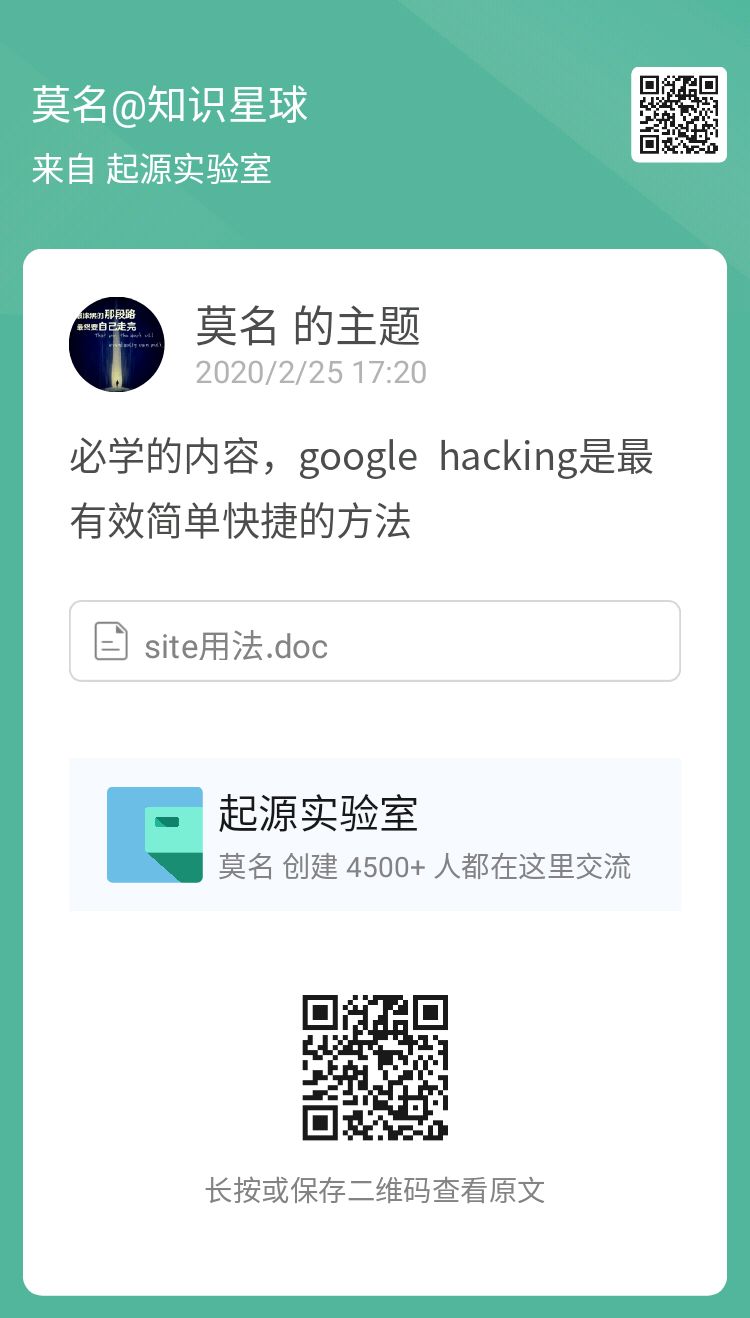 莫名@知识星球
来自 起源实验室
那段路
最终要自己走完
莫名 的主题
2020/2/25 17:20
必学的内容，google hacking是最
有效简单快捷的方法
site用法.doc
起源实验室
莫名 创建 4500+ 人都在这里交流
长按或保存二维码查看原文